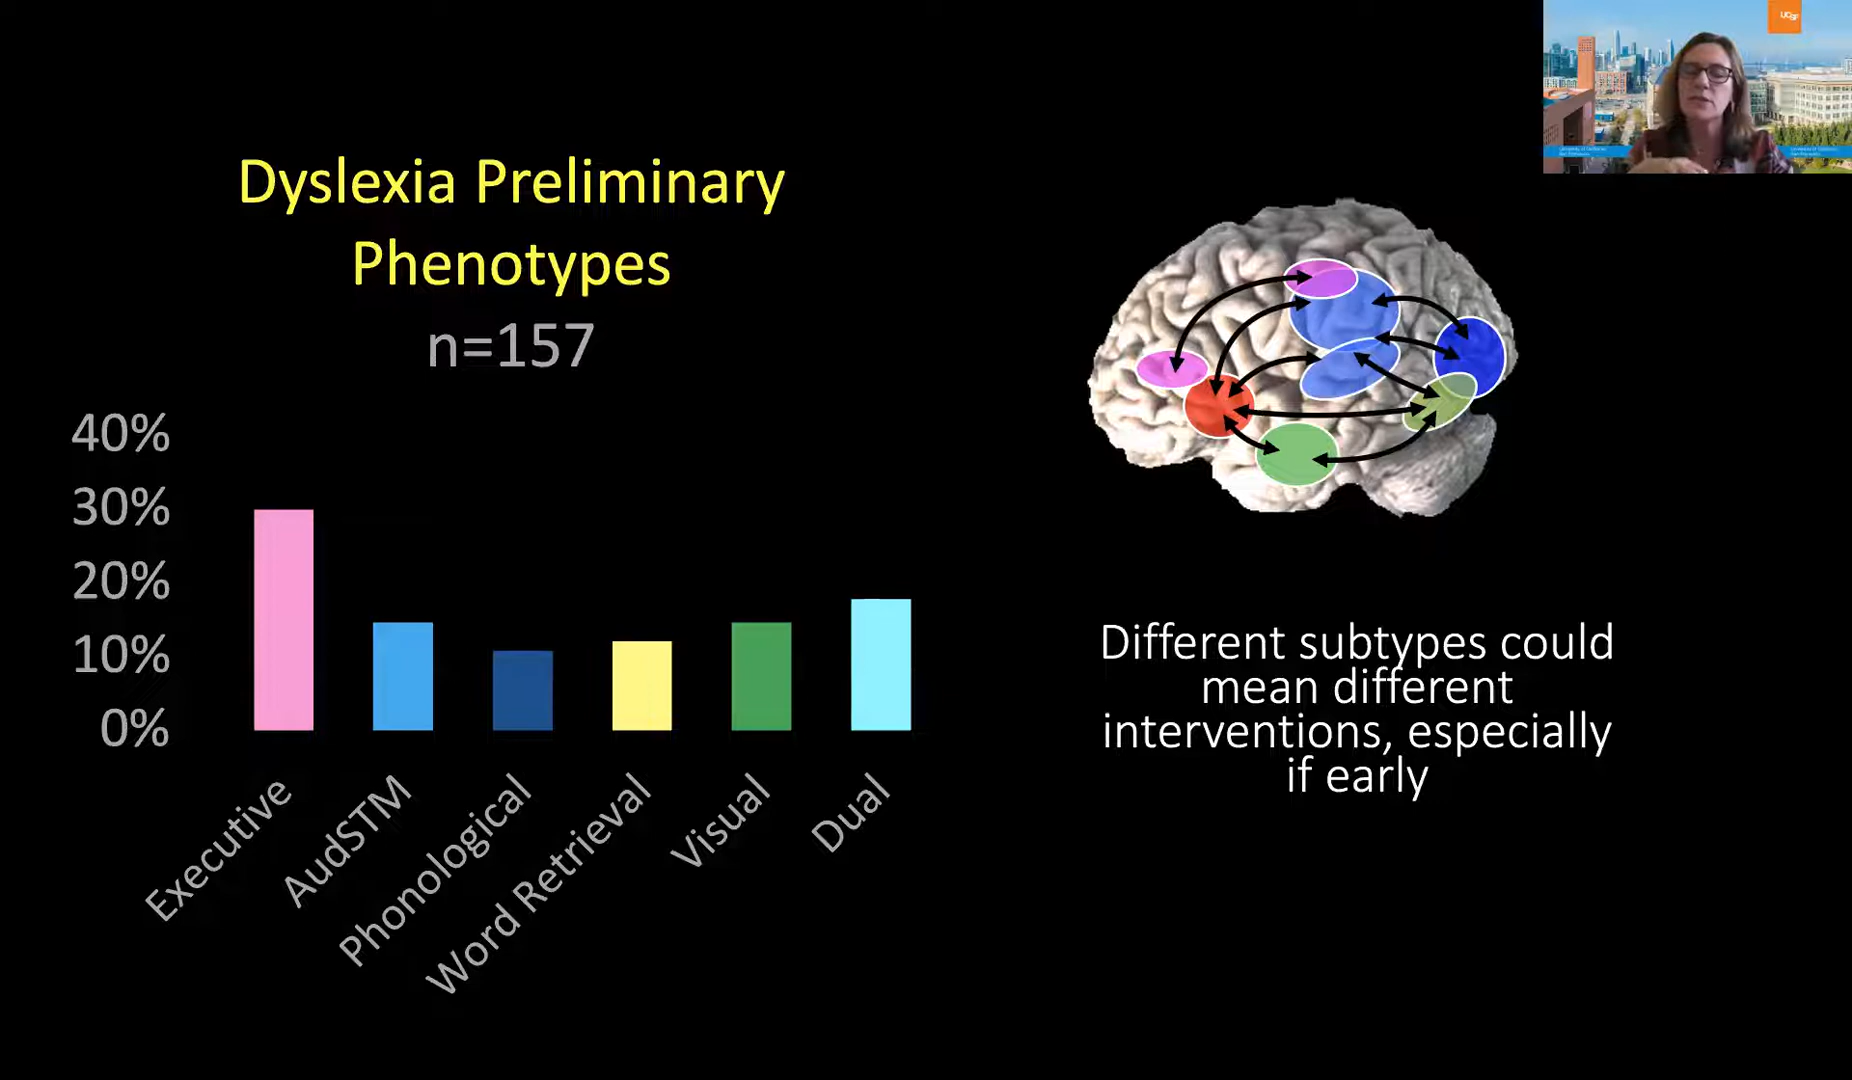 UCSF
Dyslexia Preliminary
Phenotypes
n=157
40%
30%
20%
10%
0%
Executive
AudSTM
Phonological
Word Retrieval
Visual
Dual
Different subtypes could
mean different
interventions, especially
if early